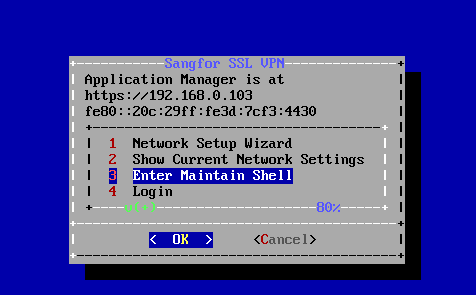 Sangfor SSL VPN
Application Manager is at
https://192.168.0.103
fe80::20c:29ff:fe3d:7cf3:4430
1 Network Setup Wizard
2 Show Current Network Settings
3 Enter Maintain Shell
4 Login
v(+) 80%
< OK > <Cancel>